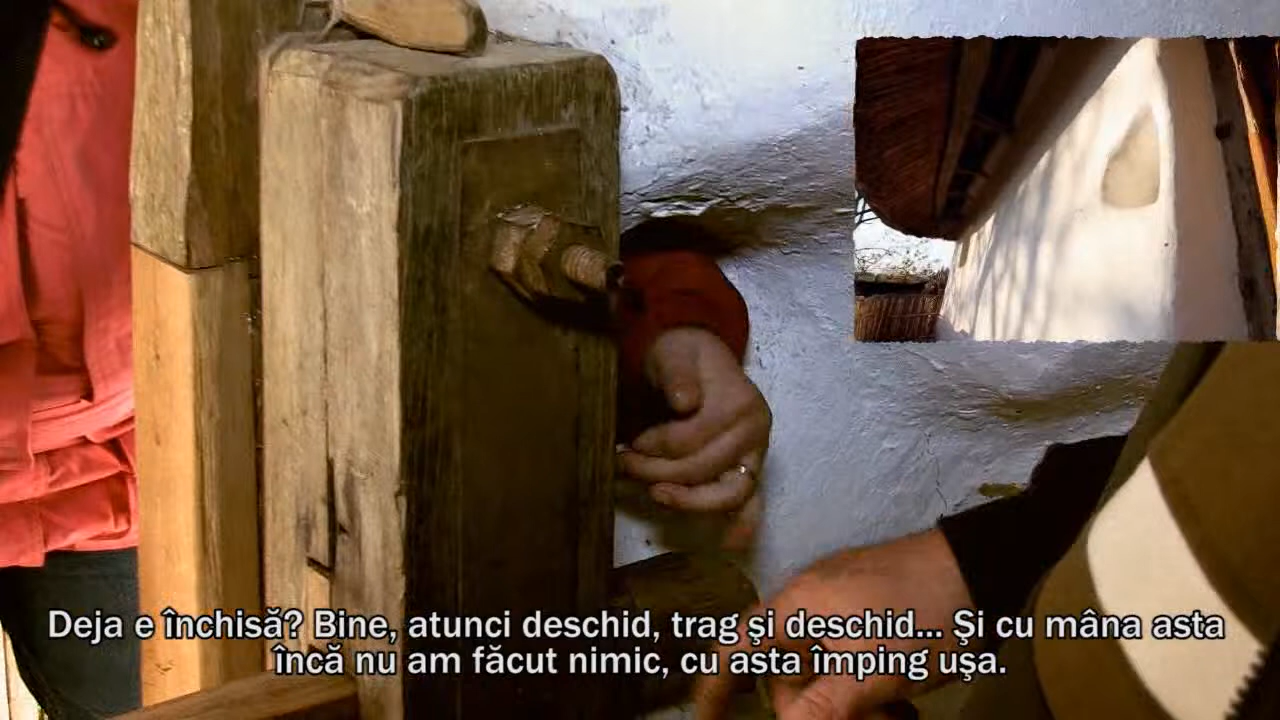 Deja e închisă? Bine, atunci deschid, trag şi deschid... Şi cu mâna asta
încă nu am făcut nimic, cu asta împing uşa.